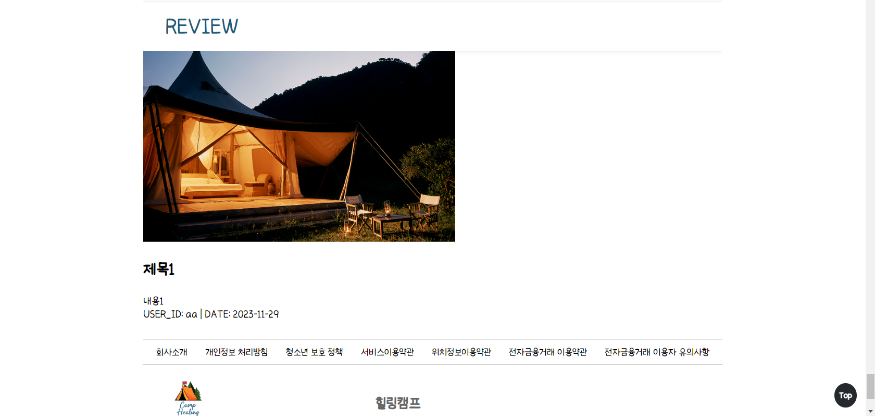 REVIEW
제목1
내용1
USER_ID: aa | DATE: 2023-11-29
회사소개 개인정보 처리방침 청소년 보호 정책 서비스이용약관 위치정보이용약관 전자금융거래 이용약관 전자금융거래 이용자 유의사항
Camp
Healing
힐링캠프
Top